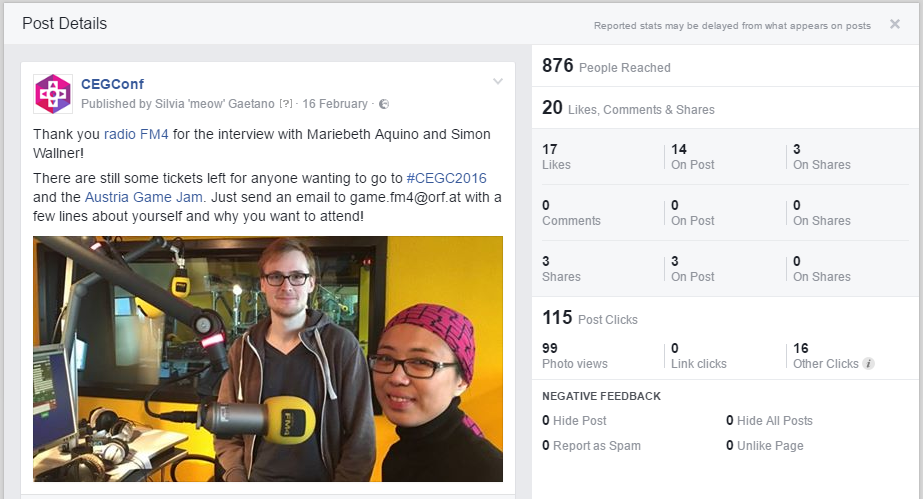 Post Details
Reported stats may be delayed from what appears on posts
CEGConf
Published by Silvia 'meow' Gaetano [?] · 16 February ·
Thank you radio FM4 for the interview with Mariebeth Aquino and Simon
Wallner!
There are still some tickets left for anyone wanting to go to #CEGC2016
and the Austria Game Jam. Just send an email to game.fm4@orf.at with a
few lines about yourself and why you want to attend!
FM4
876 People Reached
20 Likes, Comments & Shares
17 14 3
Likes On Post On Shares
0 0 0
Comments On Post On Shares
3 3 0
Shares On Post On Shares
115 Post Clicks
99 0 16
Photo views Link clicks Other Clicks i
NEGATIVE FEEDBACK
0 Hide Post 0 Hide All Posts
0 Report as Spam 0 Unlike Page